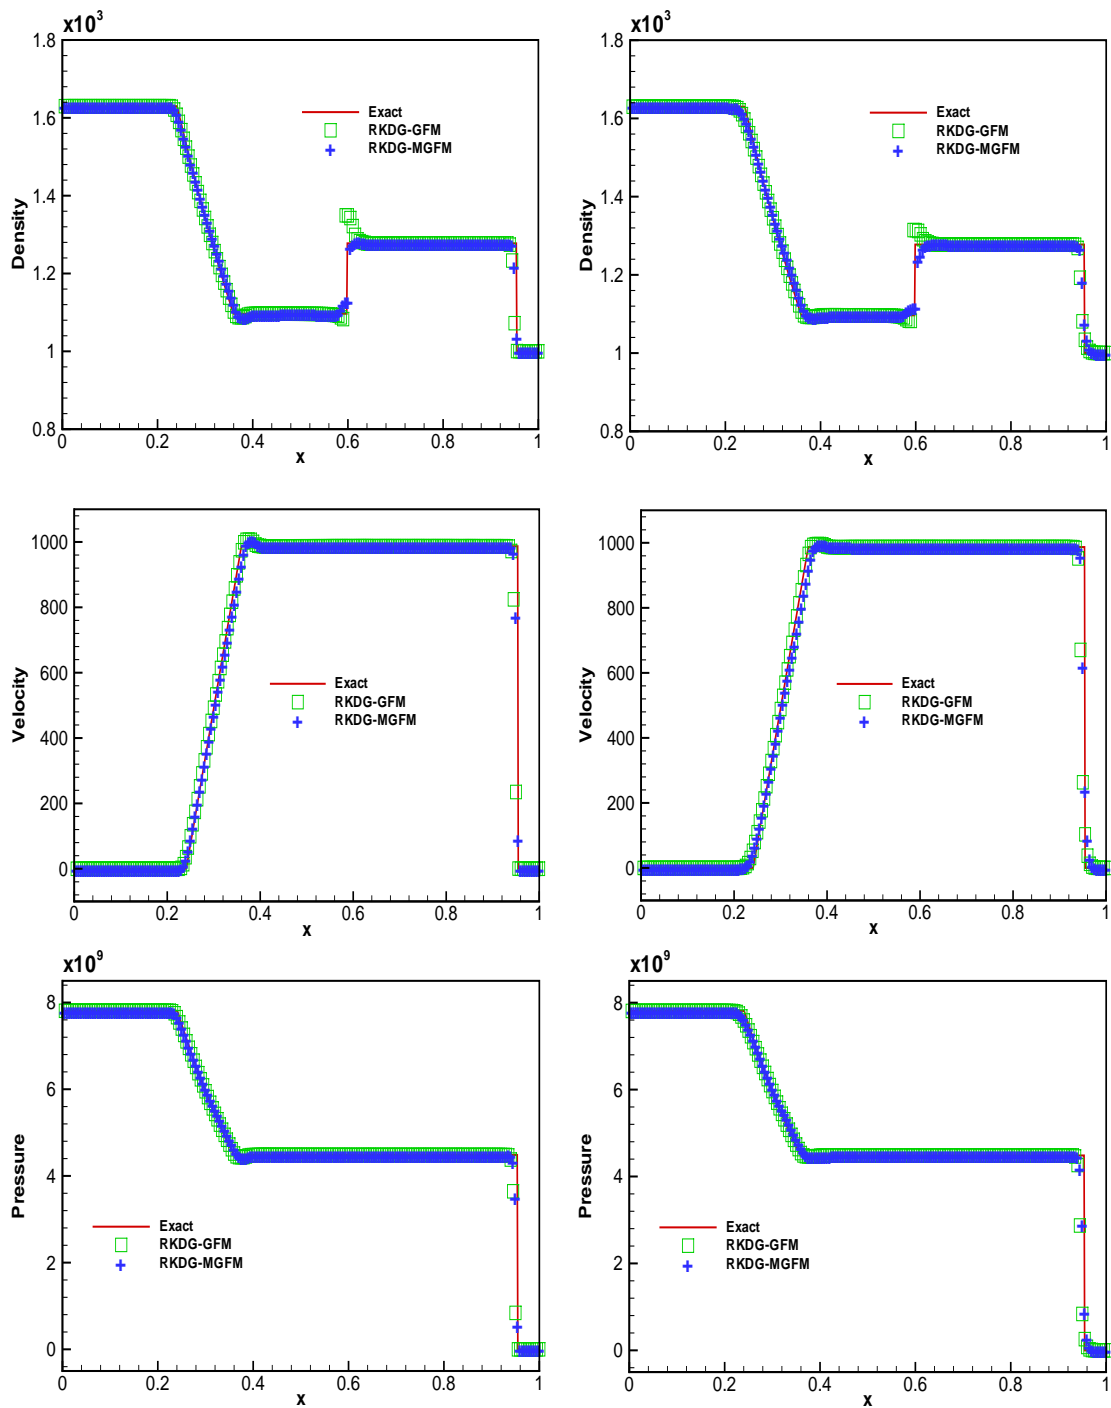 x10³
1.8
1.6
1.4
1.2
1
0.8
Density
0
0.2
0.4
0.6
0.8
1
x
Exact
RKDG-GFM
RKDG-MGFM
x10³
1.8
1.6
1.4
1.2
1
0.8
Density
0
0.2
0.4
0.6
0.8
1
x
Exact
RKDG-GFM
RKDG-MGFM
1000
800
600
400
200
0
Velocity
0
0.2
0.4
0.6
0.8
1
x
Exact
RKDG-GFM
RKDG-MGFM
1000
800
600
400
200
0
Velocity
0
0.2
0.4
0.6
0.8
1
x
Exact
RKDG-GFM
RKDG-MGFM
x10⁹
8
6
4
2
0
Pressure
0
0.2
0.4
0.6
0.8
1
x
Exact
RKDG-GFM
RKDG-MGFM
x10⁹
8
6
4
2
0
Pressure
0
0.2
0.4
0.6
0.8
1
x
Exact
RKDG-GFM
RKDG-MGFM